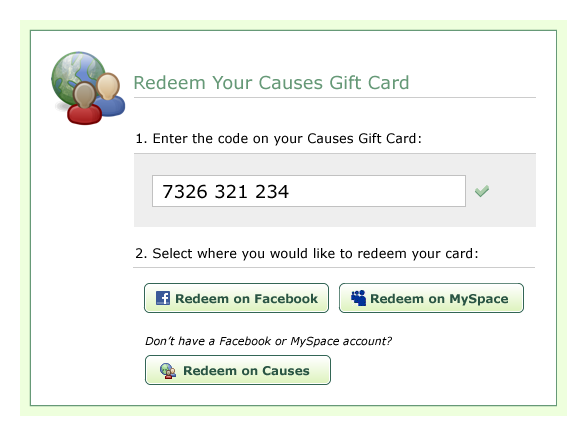 Redeem Your Causes Gift Card
1. Enter the code on your Causes Gift Card:
7326 321 234
2. Select where you would like to redeem your card:
Redeem on Facebook
Redeem on MySpace
Don't have a Facebook or MySpace account?
Redeem on Causes